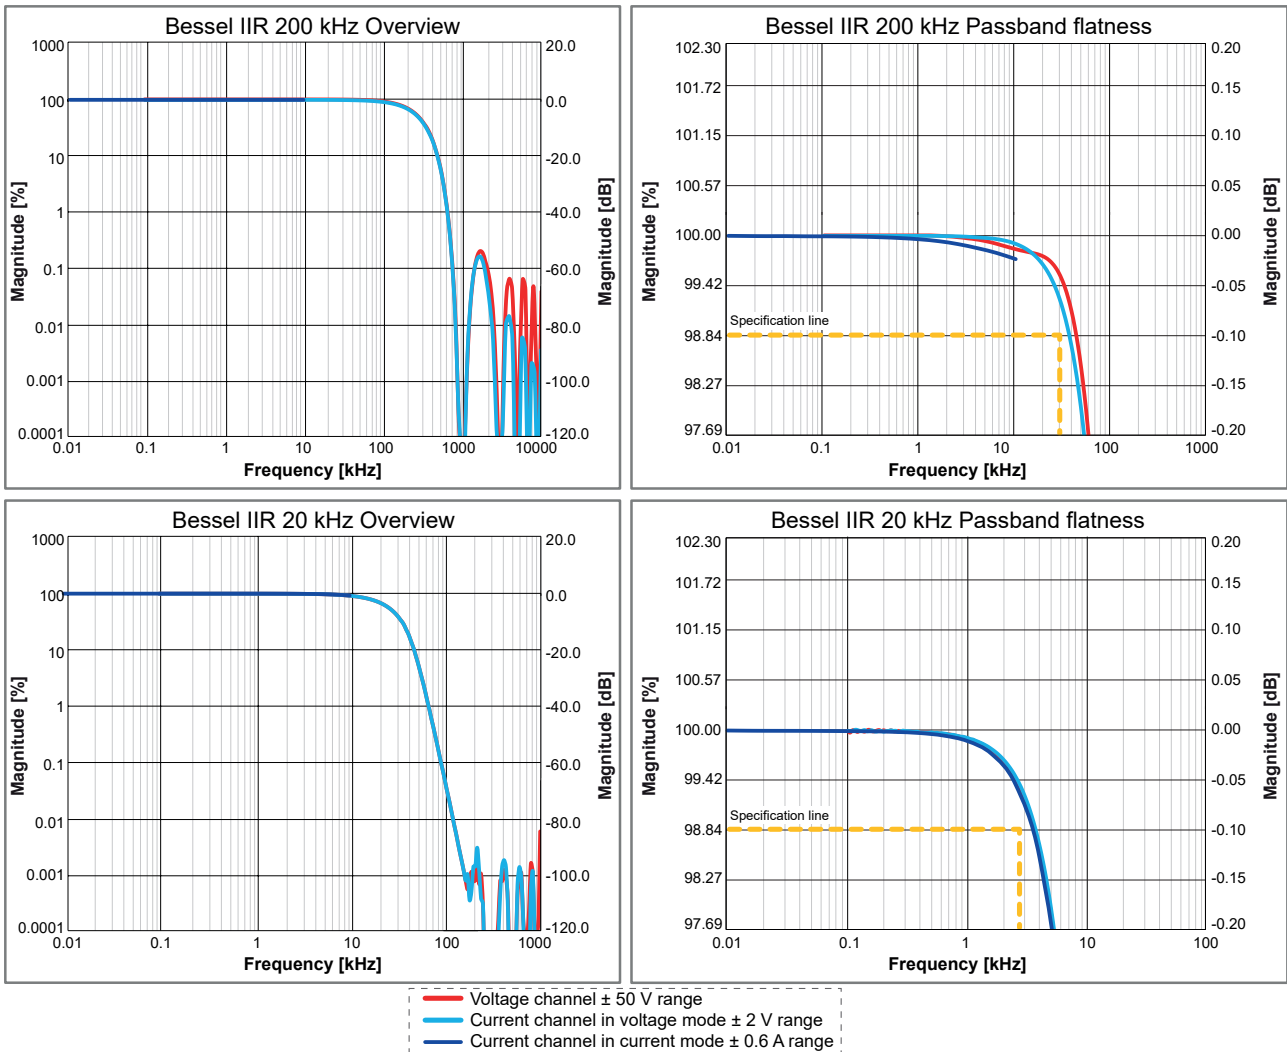 Bessel IIR 200 kHz Overview
1000
100
10
1
0.1
0.01
0.001
0.0001
Magnitude [%]
20.0
0.0
-20.0
-40.0
-60.0
-80.0
-100.0
-120.0
Magnitude [dB]
0.01 0.1 1 10 100 1000 10000
Frequency [kHz]
Bessel IIR 200 kHz Passband flatness
102.30
101.72
101.15
100.57
100.00
99.42
98.84
98.27
97.69
Magnitude [%]
Specification line
0.20
0.15
0.10
0.05
0.00
-0.05
-0.10
-0.15
-0.20
Magnitude [dB]
0.01 0.1 1 10 100 1000
Frequency [kHz]
Bessel IIR 20 kHz Overview
1000
100
10
1
0.1
0.01
0.001
0.0001
Magnitude [%]
20.0
0.0
-20.0
-40.0
-60.0
-80.0
-100.0
-120.0
Magnitude [dB]
0.01 0.1 1 10 100 1000
Frequency [kHz]
Bessel IIR 20 kHz Passband flatness
102.30
101.72
101.15
100.57
100.00
99.42
98.84
98.27
97.69
Magnitude [%]
Specification line
0.20
0.15
0.10
0.05
0.00
-0.05
-0.10
-0.15
-0.20
Magnitude [dB]
0.01 0.1 1 10 100
Frequency [kHz]
Voltage channel ± 50 V range
Current channel in voltage mode ± 2 V range
Current channel in current mode ± 0.6 A range